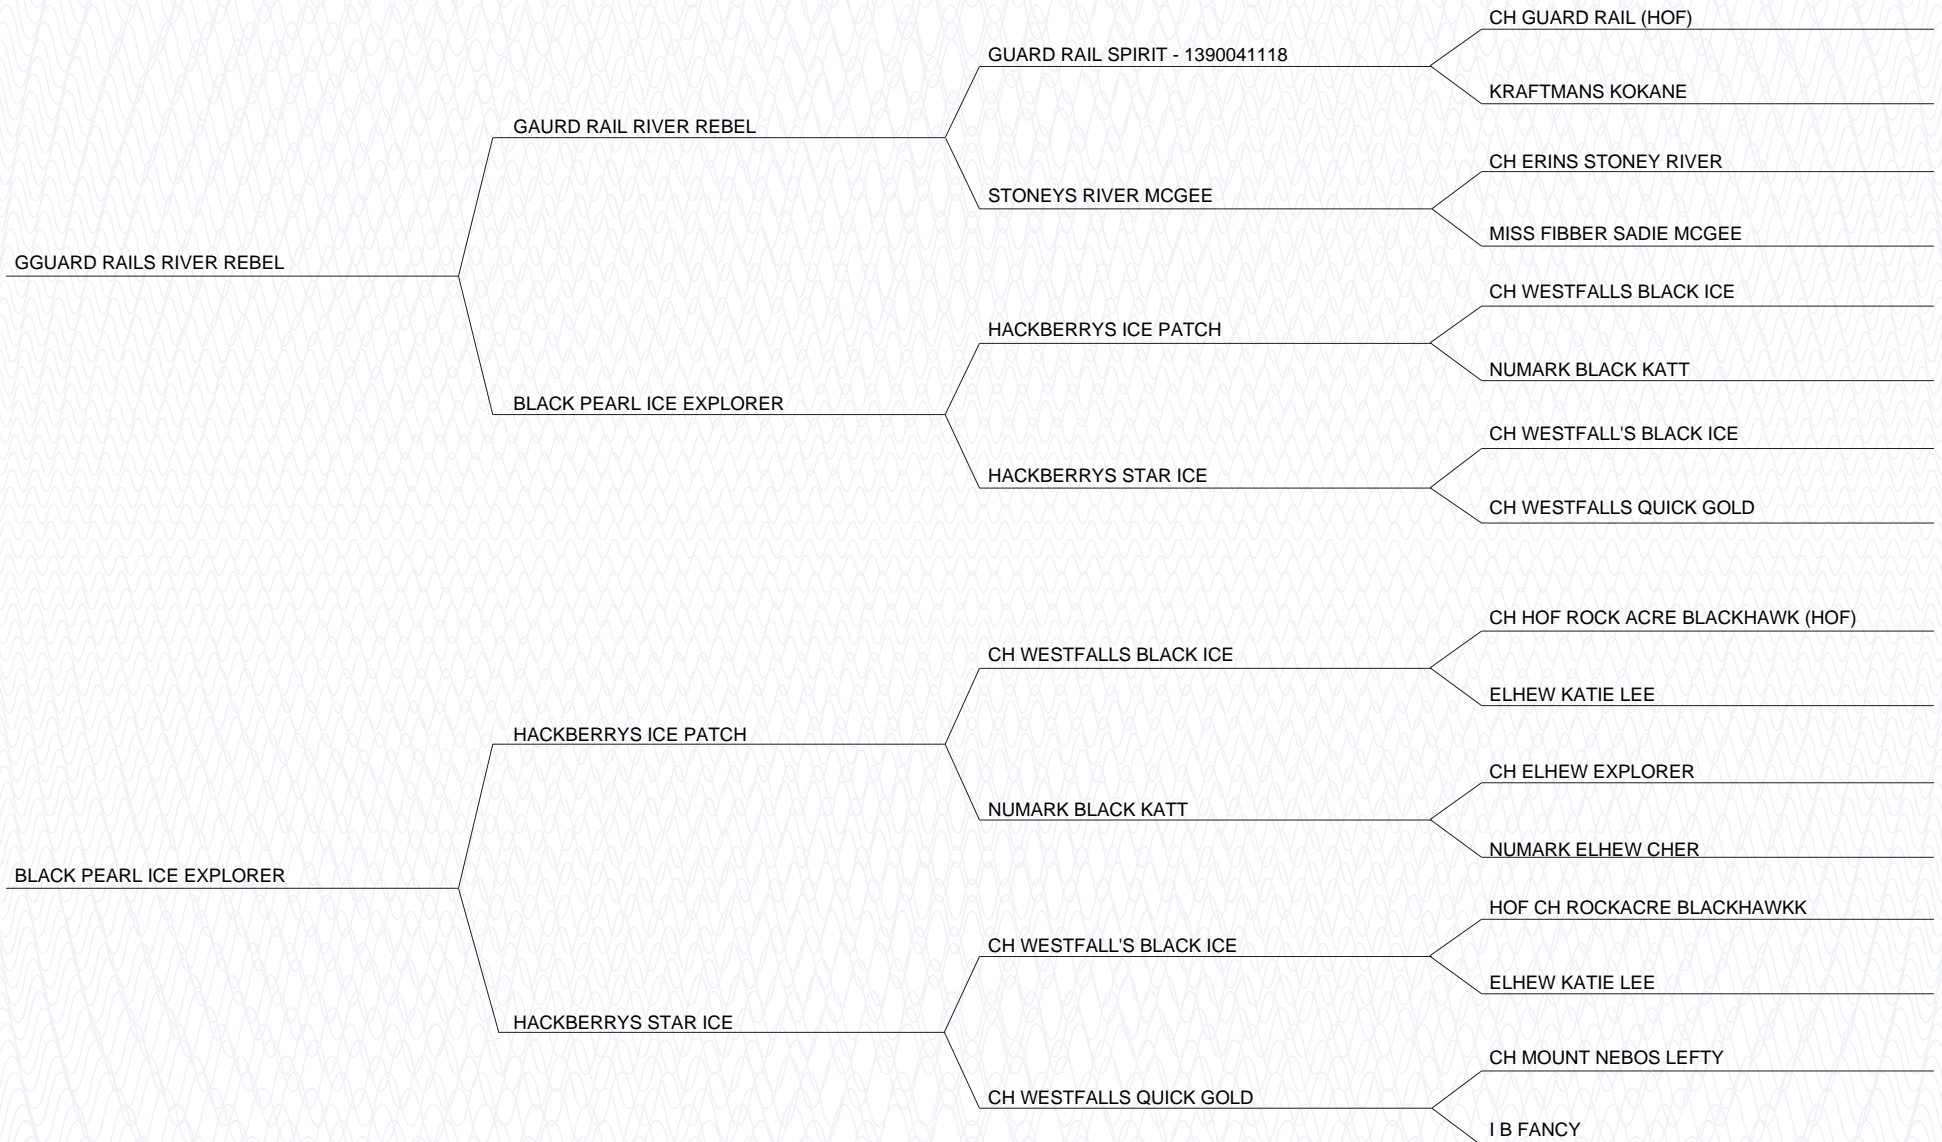 CH GUARD RAIL (HOF)
GUARD RAIL SPIRIT - 1390041118
KRAFTMANS KOKANE
GAURD RAIL RIVER REBEL
CH ERINS STONEY RIVER
STONEYS RIVER MCGEE
MISS FIBBER SADIE MCGEE
GGUARD RAILS RIVER REBEL
CH WESTFALLS BLACK ICE
HACKBERRYS ICE PATCH
NUMARK BLACK KATT
BLACK PEARL ICE EXPLORER
CH WESTFALL'S BLACK ICE
HACKBERRYS STAR ICE
CH WESTFALLS QUICK GOLD
CH HOF ROCK ACRE BLACKHAWK (HOF)
CH WESTFALLS BLACK ICE
ELHEW KATIE LEE
HACKBERRYS ICE PATCH
CH ELHEW EXPLORER
NUMARK BLACK KATT
NUMARK ELHEW CHER
BLACK PEARL ICE EXPLORER
HOF CH ROCKACRE BLACKHAWKK
CH WESTFALL'S BLACK ICE
ELHEW KATIE LEE
HACKBERRYS STAR ICE
CH MOUNT NEBOS LEFTY
CH WESTFALLS QUICK GOLD
I B FANCY